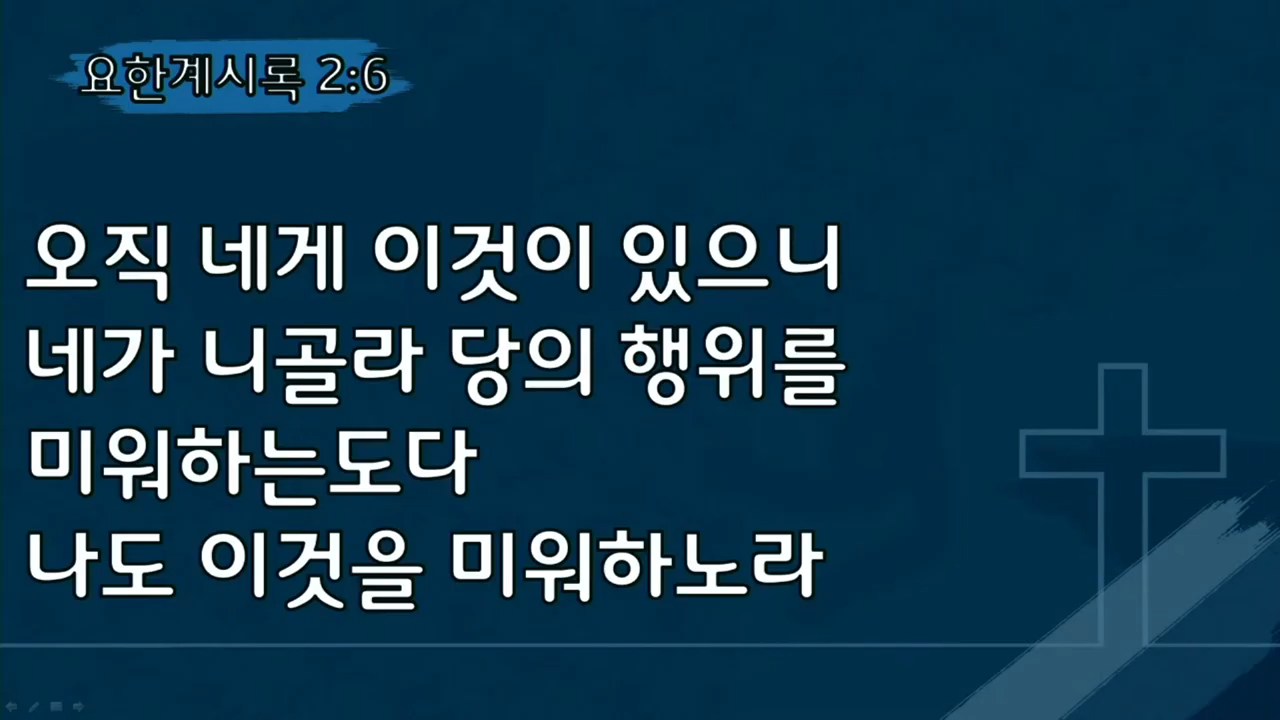 요한계시록 2:6
오직 네게 이것이 있으니
네가 니골라 당의 행위를
미워하는도다
나도 이것을 미워하노라